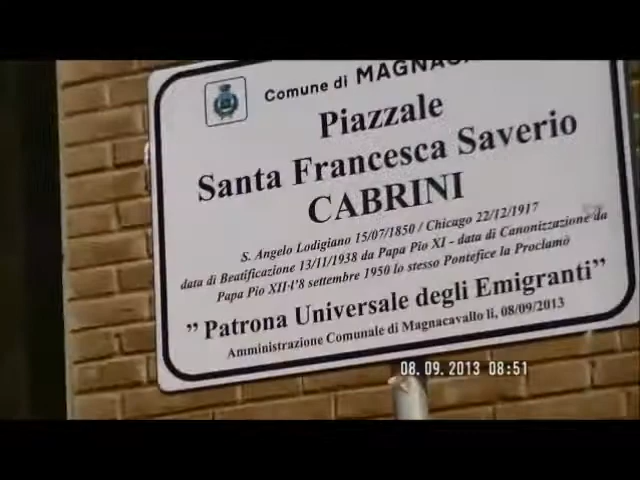 Comune di MAGNACA
Piazzale
Santa Francesca Saverio
CABRINI
S. Angelo Lodigiano 15/07/1850 / Chicago 22/12/1917
data di Beatificazione 13/11/1938 da Papa Pio XI - data di Canonizzazione da
Papa Pio XII-l'8 settembre 1950 lo stesso Pontefice la Proclamò
”Patrona Universale degli Emigranti”
Amministrazione Comunale di Magnacavallo lì, 08/09/2013
08. 09. 2013 08:51